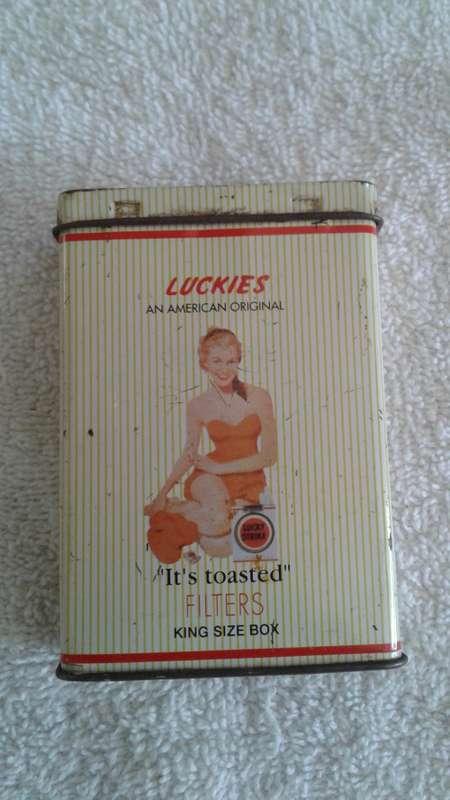 LUCKIES
AN AMERICAN ORIGINAL
LUCKY
STRIKE
"It's toasted"
FILTERS
KING SIZE BOX